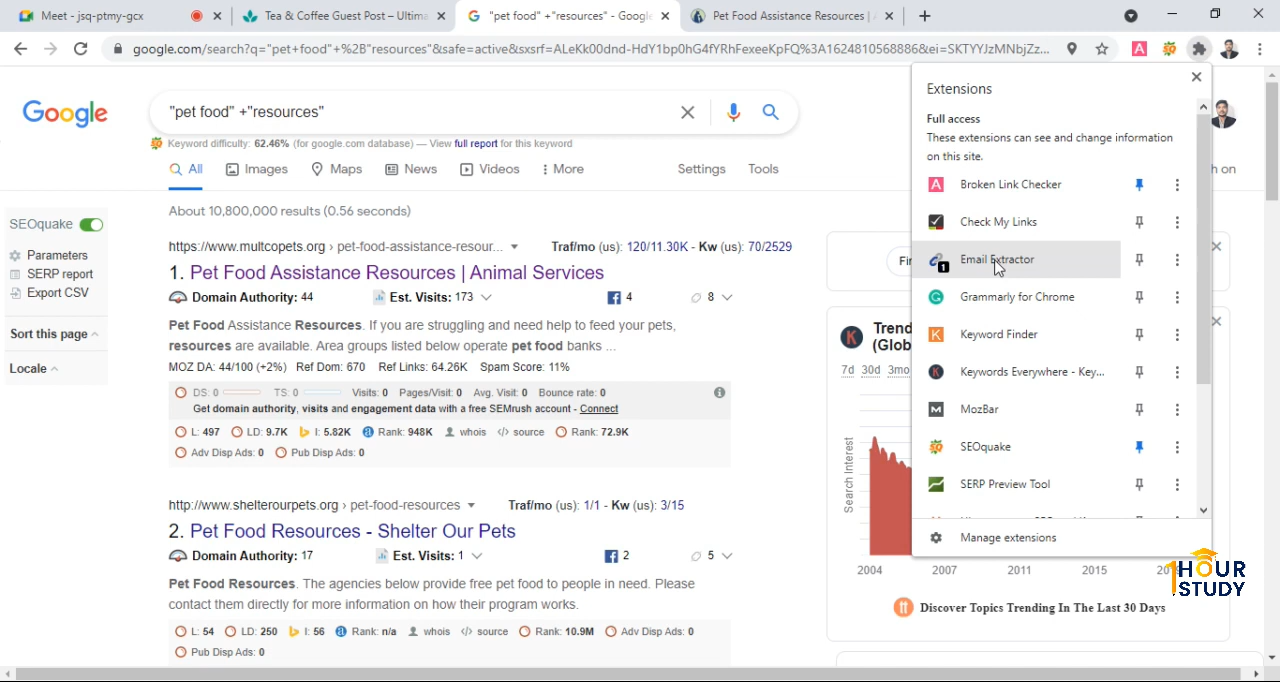 Meet - jsq-ptmy-gcx
Tea & Coffee Guest Post – Ultima
"pet food" +"resources" - Google
Pet Food Assistance Resources | A
google.com/search?q="pet+food"+%2B"resources"&safe=active&sxsrf=ALeKk00dnd-HdY1bp0hG4fYRhFexeeKpFQ%3A1624810568886&ei=SKTYYJzMNbjZz...
Google
"pet food" +"resources"
Keyword difficulty: 62.46% (for google.com database) — View full report for this keyword
All Images Maps News Videos More Settings Tools
About 10,800,000 results (0.56 seconds)
SEOquake
Parameters
SERP report
Export CSV
Sort this page
Locale
https://www.multcopets.org › pet-food-assistance-resour... Traf/mo (us): 120/11.30K - Kw (us): 70/2529
1. Pet Food Assistance Resources | Animal Services
Domain Authority: 44 Est. Visits: 173 4 8
Pet Food Assistance Resources. If you are struggling and need help to feed your pets,
resources are available. Area groups listed below operate pet food banks ...
MOZ DA: 44/100 (+2%) Ref Dom: 670 Ref Links: 64.26K Spam Score: 11%
DS: 0 TS: 0 Visits: 0 Pages/Visit: 0 Avg. Visit: 0 Bounce rate: 0
Get domain authority, visits and engagement data with a free SEMrush account - Connect
L: 497 LD: 9.7K I: 5.82K Rank: 948K whois source Rank: 72.9K
Adv Disp Ads: 0 Pub Disp Ads: 0
http://www.shelterourpets.org › pet-food-resources Traf/mo (us): 1/1 - Kw (us): 3/15
2. Pet Food Resources - Shelter Our Pets
Domain Authority: 17 Est. Visits: 1 2 5
Pet Food Resources. The agencies below provide free pet food to people in need. Please
contact them directly for more information on how their program works.
L: 54 LD: 250 I: 56 Rank: n/a whois source Rank: 10.9M Adv Disp Ads: 0
Pub Disp Ads: 0
Extensions
Full access
These extensions can see and change information
on this site.
Broken Link Checker
Check My Links
1 Email Extractor
Grammarly for Chrome
Keyword Finder
Keywords Everywhere - Key...
MozBar
SEOquake
SERP Preview Tool
Manage extensions
h on
Fi
Trend
(Glob
7d 30d 3mo
Search Interest
2004 2007 2011 2015
Discover Topics Trending In The Last 30 Days
1HOUR
STUDY